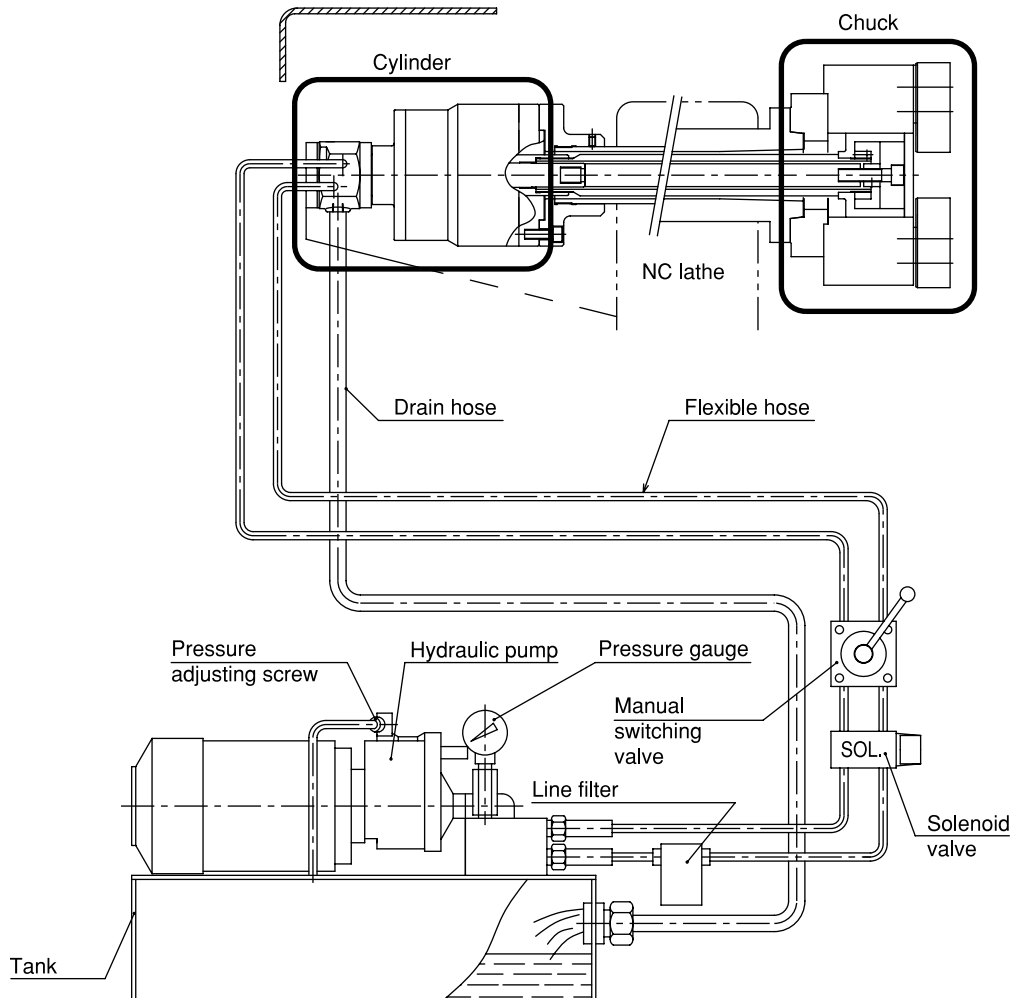 Chuck
Cylinder
NC lathe
Drain hose
Flexible hose
Pressure
adjusting screw
Hydraulic pump
Pressure gauge
Manual
switching
valve
SOL.
Line filter
Solenoid
valve
Tank